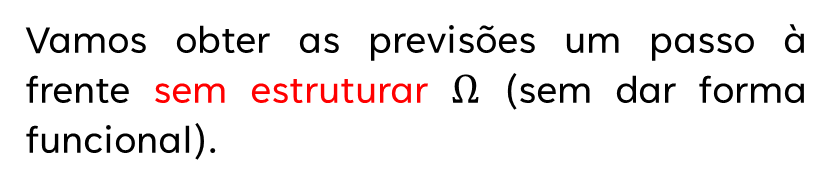 Vamos obter as previsões um passo à
frente sem estruturar Ω (sem dar forma
funcional).